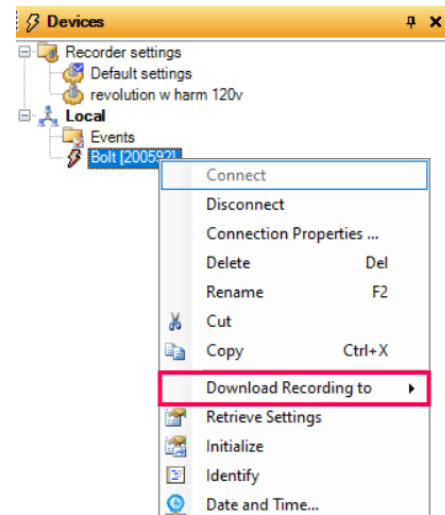 Devices
Recorder settings
Default settings
revolution w harm 120v
Local
Events
Bolt [200592]
Connect
Disconnect
Connection Properties ...
Delete Del
Rename F2
Cut
Copy Ctrl+X
Download Recording to
Retrieve Settings
Initialize
Identify
Date and Time...